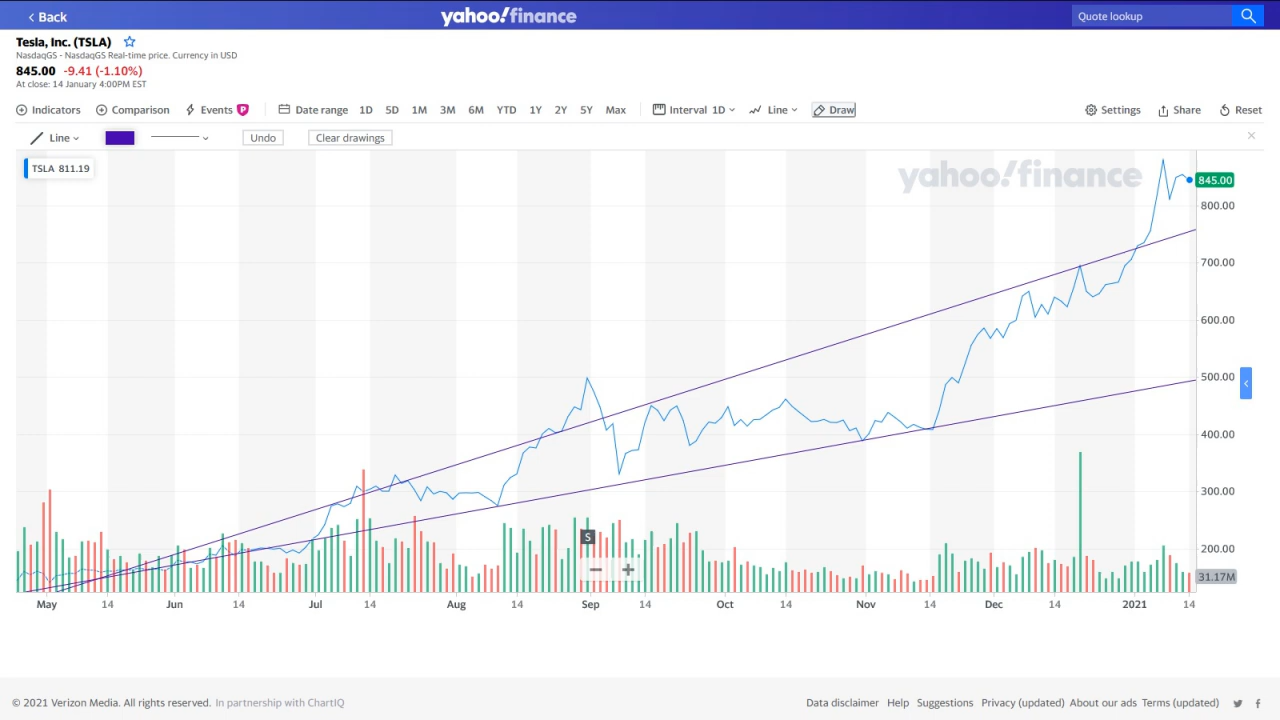 Back
yahoo!finance
Quote lookup
Tesla, Inc. (TSLA)
NasdaqGS - NasdaqGS Real-time price. Currency in USD
845.00 -9.41 (-1.10%)
At close: 14 January 4:00PM EST
Indicators Comparison Events P Date range 1D 5D 1M 3M 6M YTD 1Y 2Y 5Y Max Interval 1D Line Draw Settings Share Reset
Line Undo Clear drawings
TSLA 811.19
yahoo!finance
845.00
800.00
700.00
600.00
500.00
400.00
300.00
200.00
S
31.17M
May 14 Jun 14 Jul 14 Aug 14 Sep 14 Oct 14 Nov 14 Dec 14 2021 14
© 2021 Verizon Media. All rights reserved. In partnership with ChartIQ
Data disclaimer Help Suggestions Privacy (updated) About our ads Terms (updated)